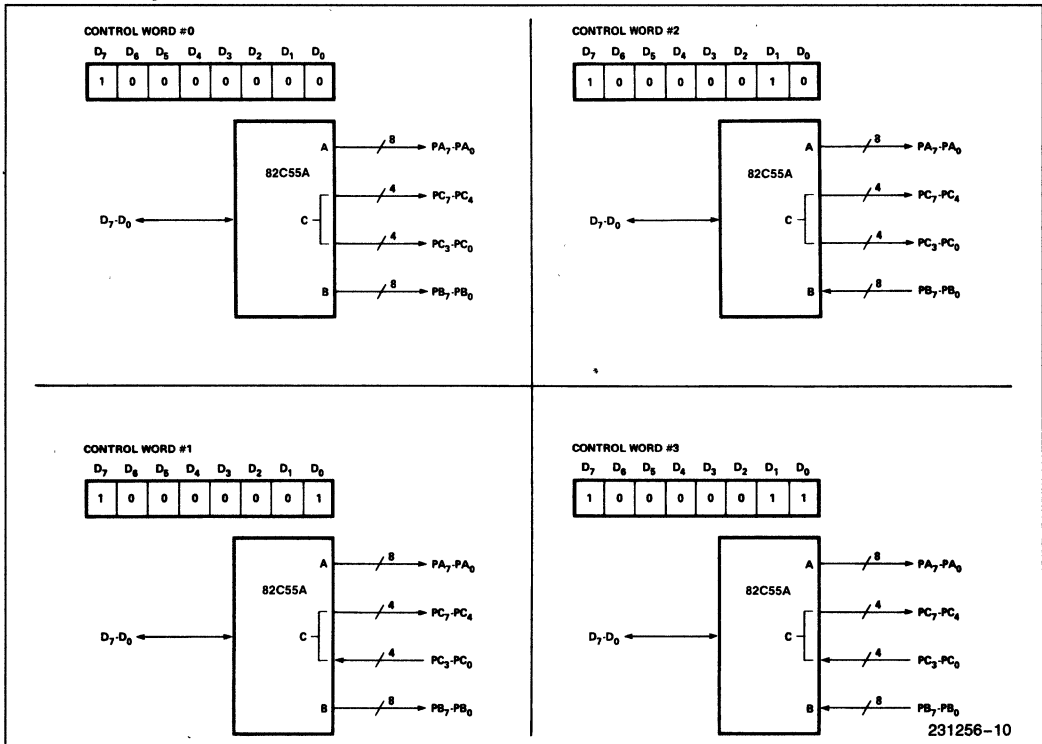 CONTROL WORD #0
D7 D6 D5 D4 D3 D2 D1 D0
1 0 0 0 0 0 0 0
A 8 PA7-PA0
82C55A
4 PC7-PC4
D7-D0 C
4 PC3-PC0
B 8 PB7-PB0
CONTROL WORD #2
D7 D6 D5 D4 D3 D2 D1 D0
1 0 0 0 0 0 1 0
A 8 PA7-PA0
82C55A
4 PC7-PC4
D7-D0 C
4 PC3-PC0
B 8 PB7-PB0
CONTROL WORD #1
D7 D6 D5 D4 D3 D2 D1 D0
1 0 0 0 0 0 0 1
A 8 PA7-PA0
82C55A
4 PC7-PC4
D7-D0 C
4 PC3-PC0
B 8 PB7-PB0
CONTROL WORD #3
D7 D6 D5 D4 D3 D2 D1 D0
1 0 0 0 0 0 1 1
A 8 PA7-PA0
82C55A
4 PC7-PC4
D7-D0 C
4 PC3-PC0
B 8 PB7-PB0
231256-10